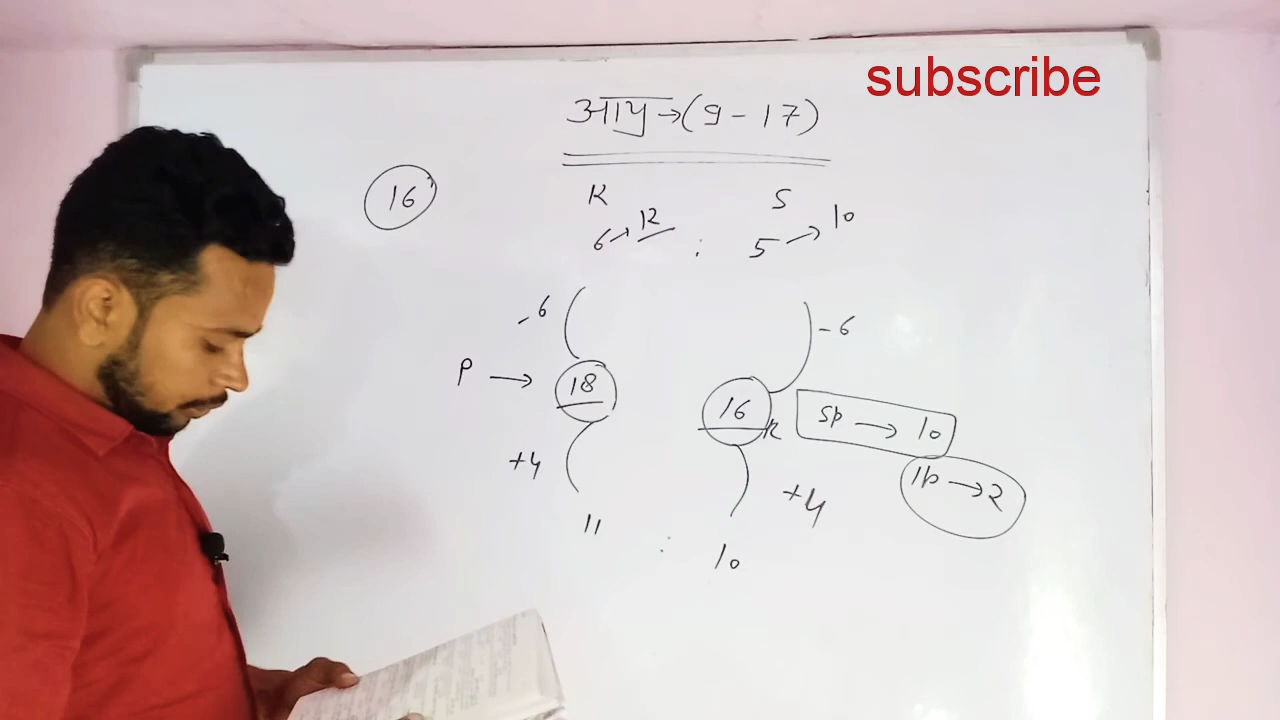 subscribe
आयु → (9 - 17)
16
K S
6 → 12 : 5 → 10
- 6 - 6
P → 18
16 K SP → 10
1P → 2
+4 +4
11 : 10